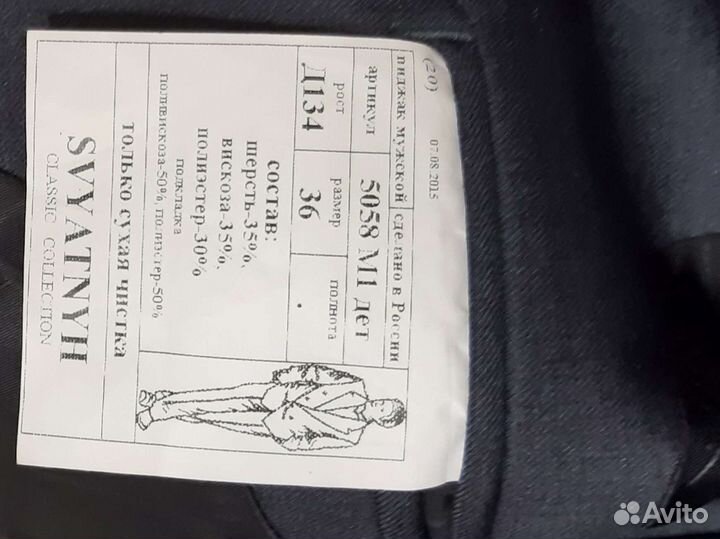 (20) 07.08.2015
пиджак мужской сделано в России
артикул 5058 М1 дет
рост размер полнота
Д134 36
состав:
шерсть-35%,
вискоза-35%,
полиэстер-30%
подкладка
поливискоза-50%, полиэстер-50%
только сухая чистка
SVYATNYH
CLASSIC COLLECTION
Avito